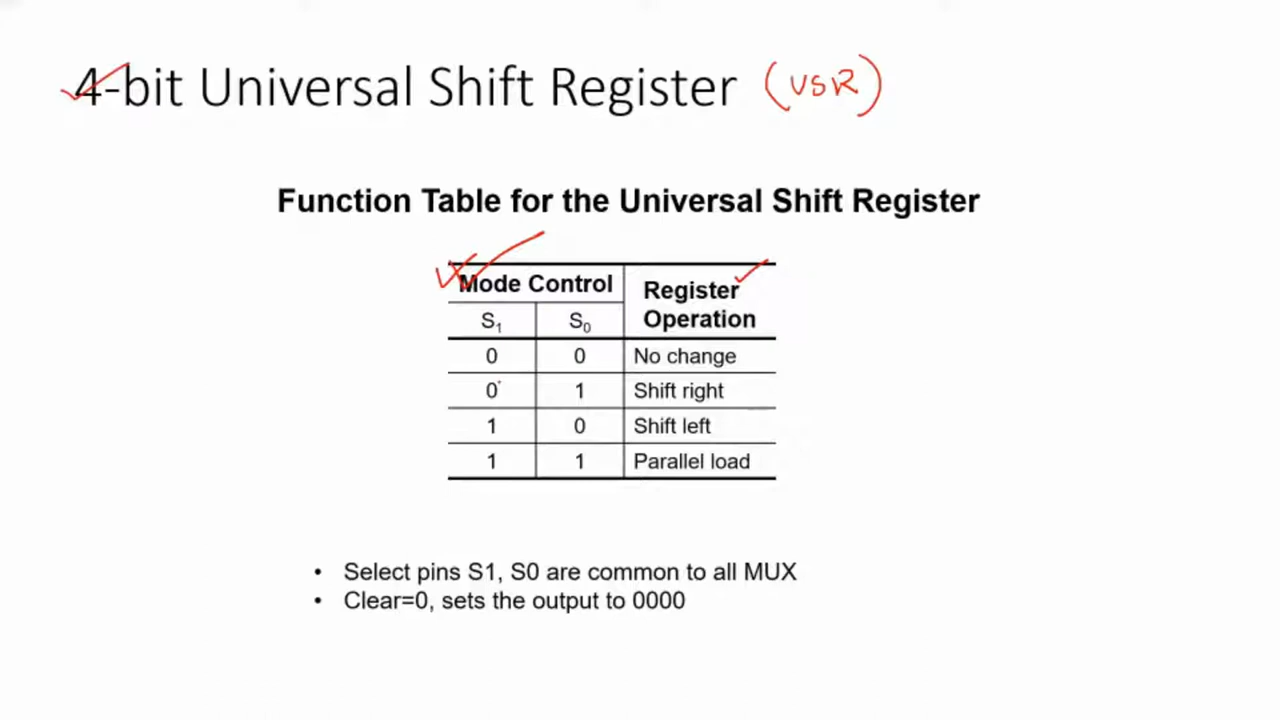 4-bit Universal Shift Register (USR)
Function Table for the Universal Shift Register
Mode Control Register Operation
S1 S0
0 0 No change
0 1 Shift right
1 0 Shift left
1 1 Parallel load
• Select pins S1, S0 are common to all MUX
• Clear=0, sets the output to 0000